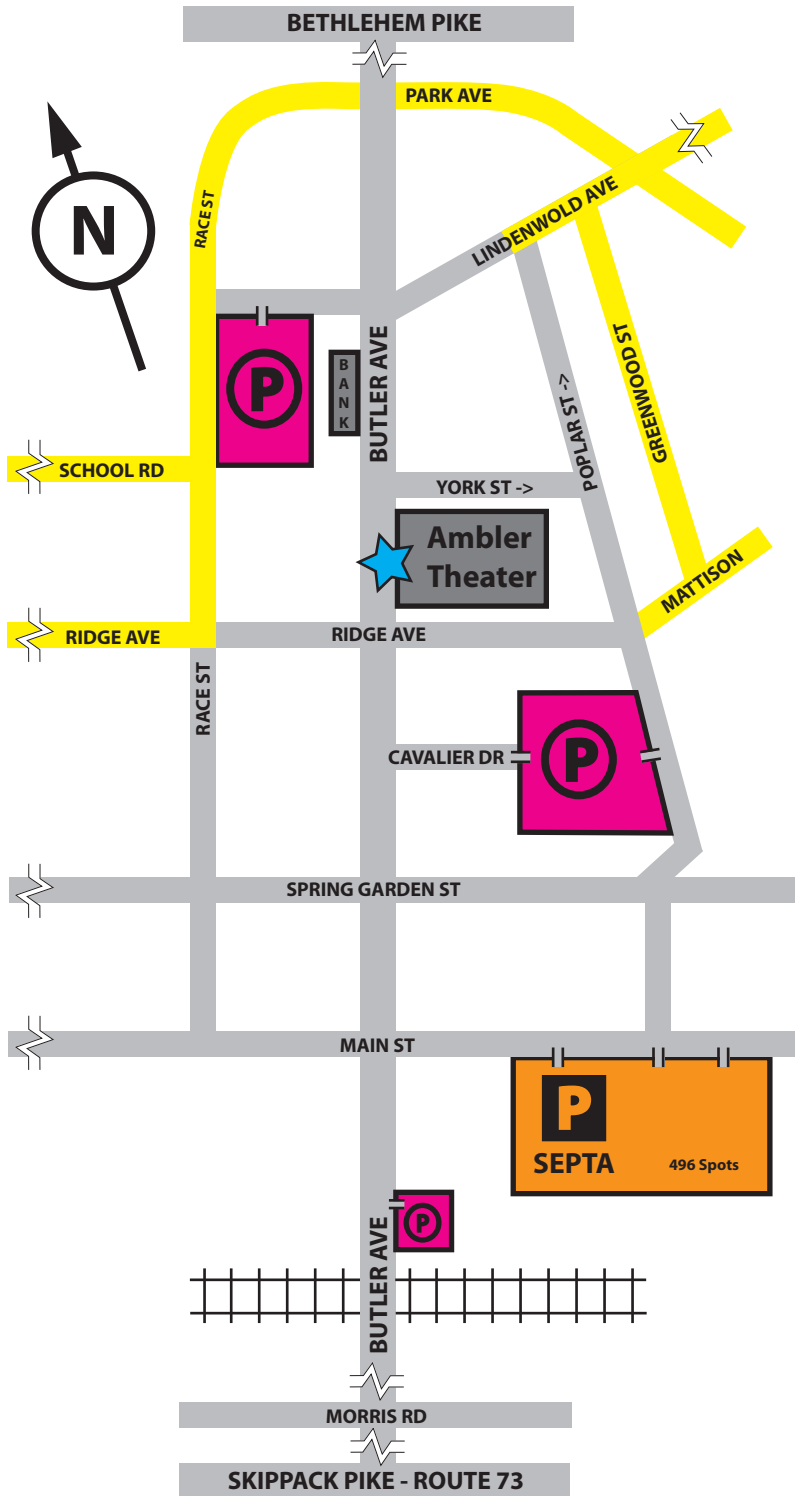 BETHLEHEM PIKE
PARK AVE
N
RACE ST
LINDENWOLD AVE
BUTLER AVE
BANK
P
GREENWOOD ST
POPLAR ST ->
SCHOOL RD
YORK ST ->
Ambler
Theater
MATTISON
RIDGE AVE
RIDGE AVE
RACE ST
CAVALIER DR
P
SPRING GARDEN ST
MAIN ST
P
SEPTA
496 Spots
P
BUTLER AVE
MORRIS RD
SKIPPACK PIKE - ROUTE 73